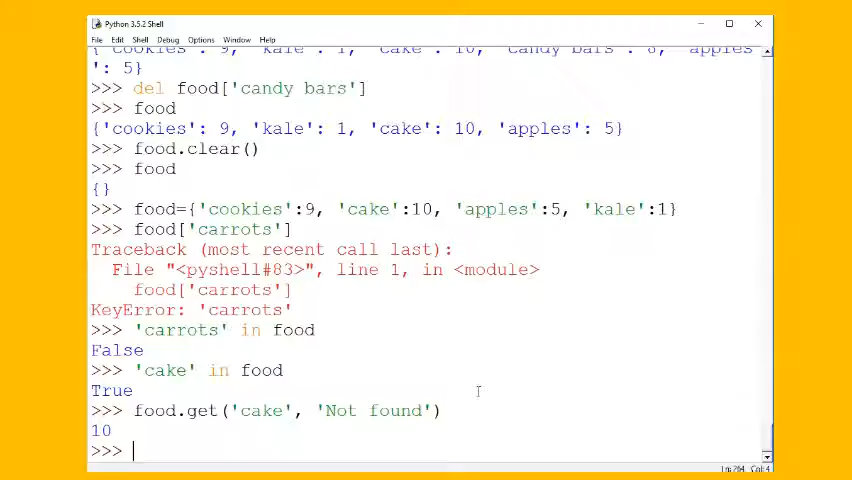 Python 3.5.2 Shell
File Edit Shell Debug Options Window Help
{'cookies': 9, 'kale': 1, 'cake': 10, 'candy bars': 8, 'apples
': 5}
>>> del food['candy bars']
>>> food
{'cookies': 9, 'kale': 1, 'cake': 10, 'apples': 5}
>>> food.clear()
>>> food
{}
>>> food={'cookies':9, 'cake':10, 'apples':5, 'kale':1}
>>> food['carrots']
Traceback (most recent call last):
  File "<pyshell#83>", line 1, in <module>
    food['carrots']
KeyError: 'carrots'
>>> 'carrots' in food
False
>>> 'cake' in food
True
>>> food.get('cake', 'Not found')
10
>>>
Ln: 264 Col: 4